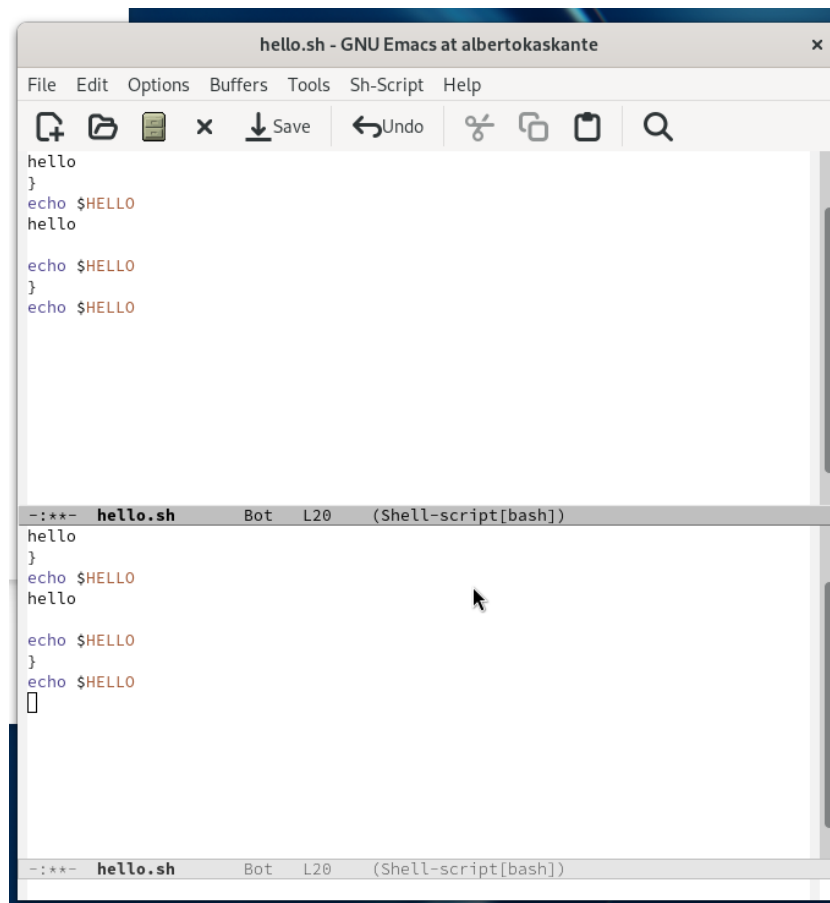 hello.sh - GNU Emacs at albertokaskante
File Edit Options Buffers Tools Sh-Script Help
Save Undo
hello
}
echo $HELLO
hello
echo $HELLO
}
echo $HELLO
-:**- hello.sh Bot L20 (Shell-script[bash])
hello
}
echo $HELLO
hello
echo $HELLO
}
echo $HELLO
-:**- hello.sh Bot L20 (Shell-script[bash])